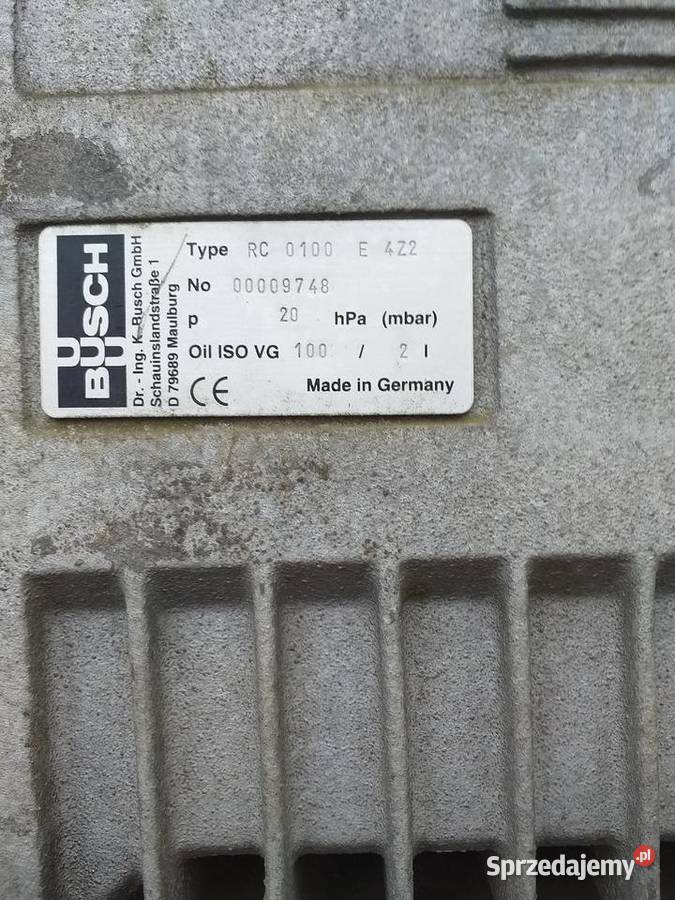 BUSCH
Dr. - Ing. K. Busch GmbH
Schauinslandstraße 1
D 79689 Maulburg
Type RC 0100 E 4Z2
No 00009748
p 20 hPa (mbar)
Oil ISO VG 100 / 2 l
CE Made in Germany
Sprzedajemy.pl